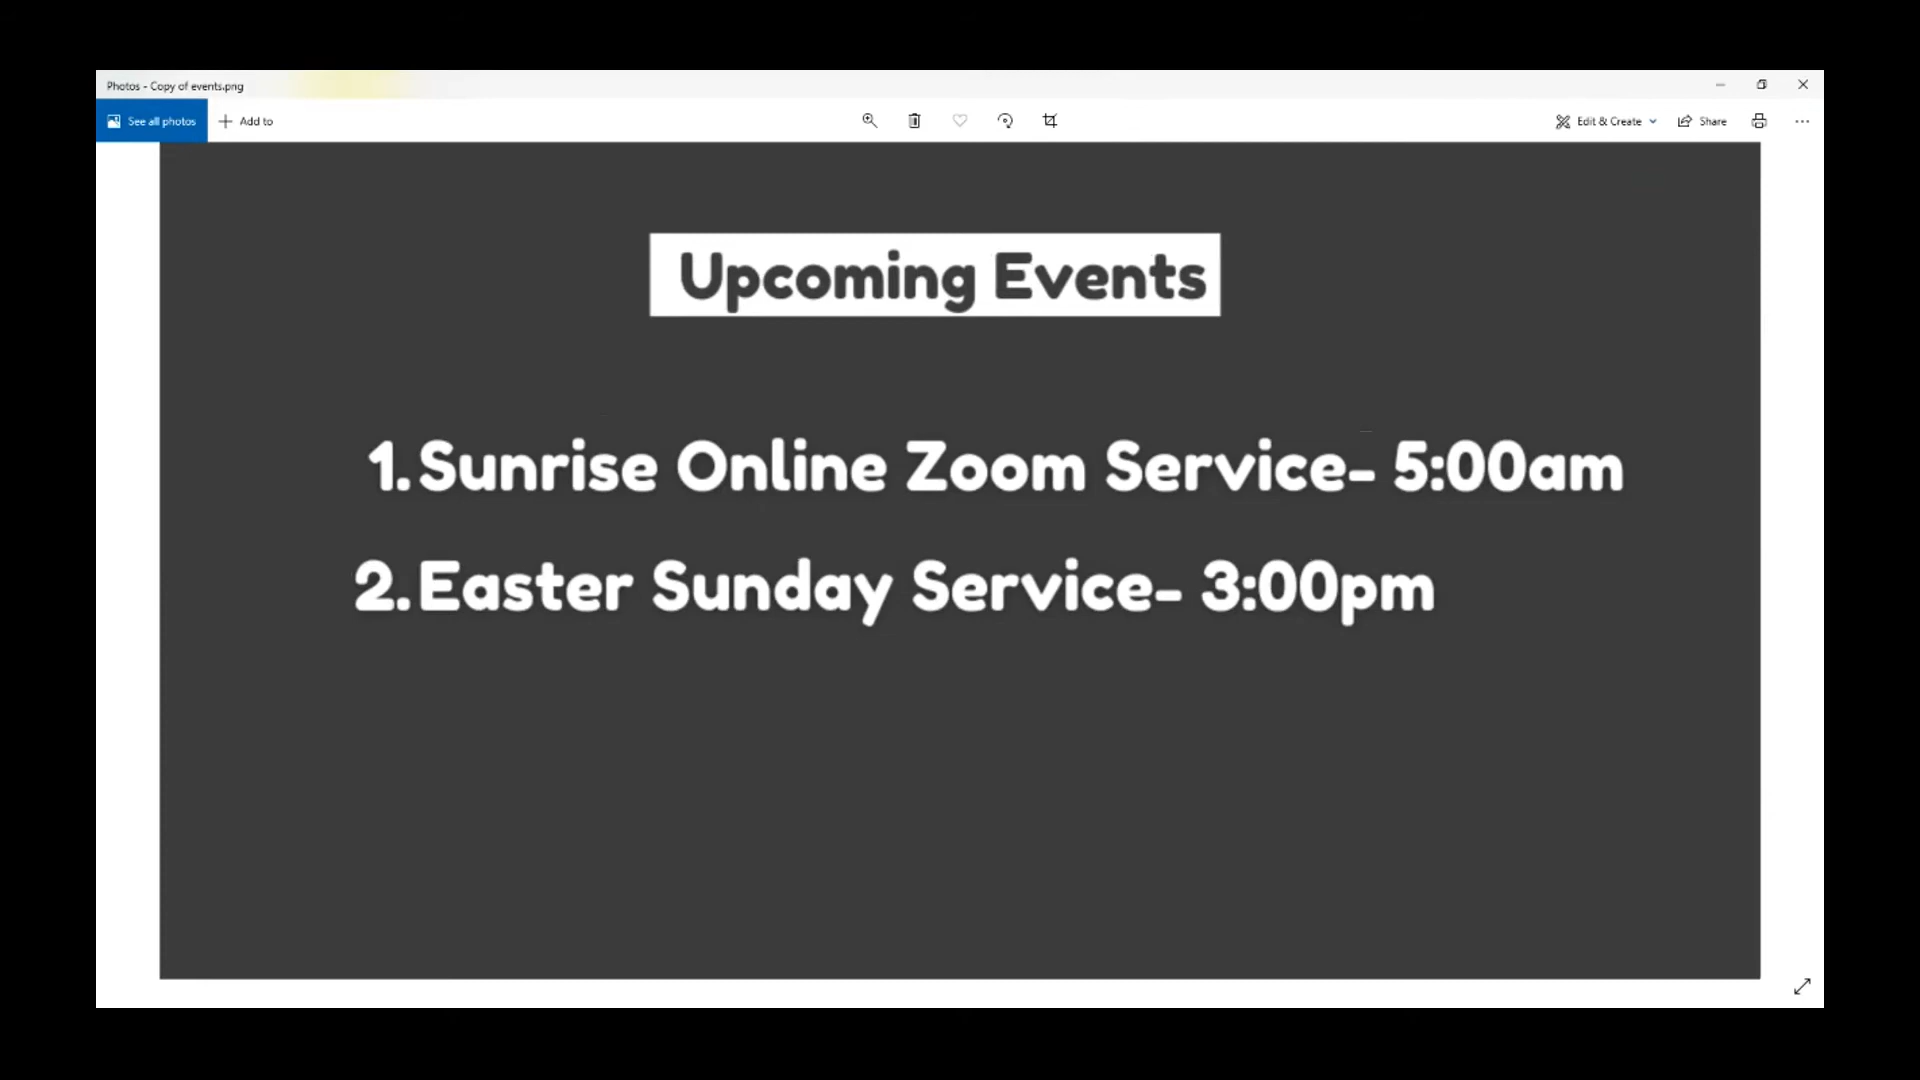 Photos - Copy of events.png
See all photos
Add to
Edit & Create
Share
Upcoming Events
1. Sunrise Online Zoom Service- 5:00am
2. Easter Sunday Service- 3:00pm